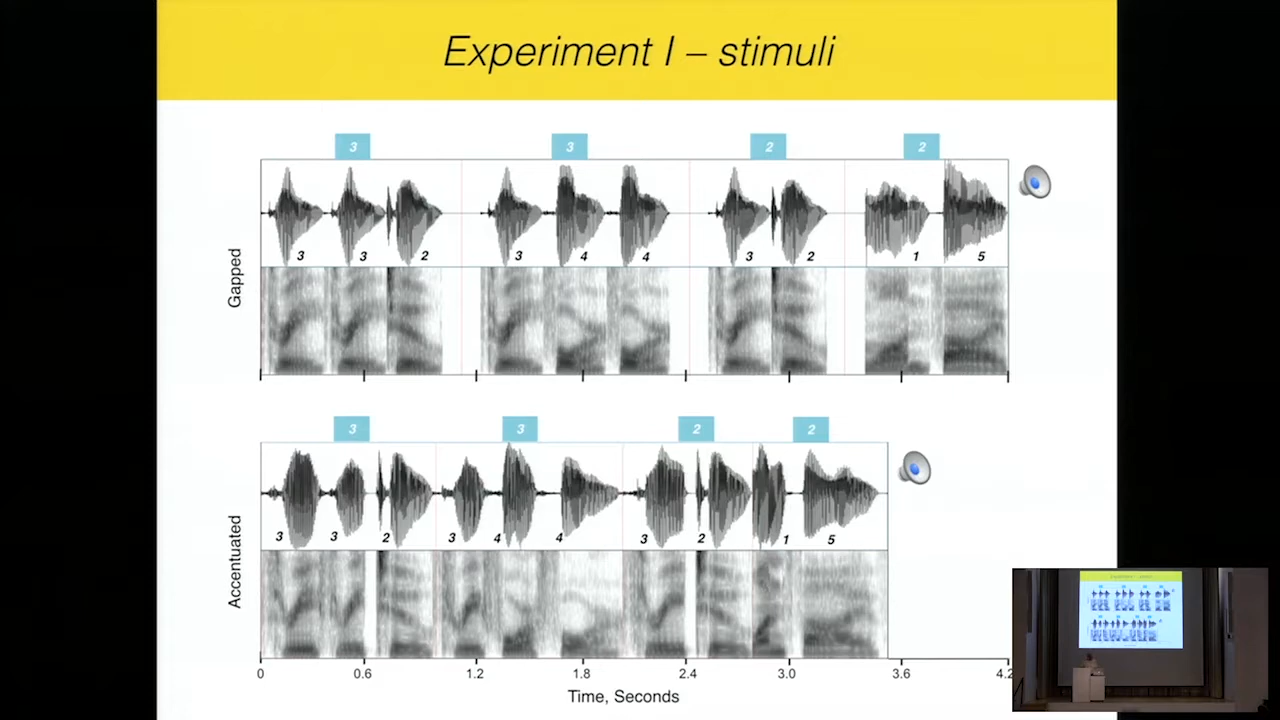 Experiment I – stimuli
3 3 2 2
Gapped
3 3 2 3 4 4 3 2 1 5
3 3 2 2
Accentuated
3 3 2 3 4 4 3 2 1 5
0 0.6 1.2 1.8 2.4 3.0 3.6 4.2
Time, Seconds